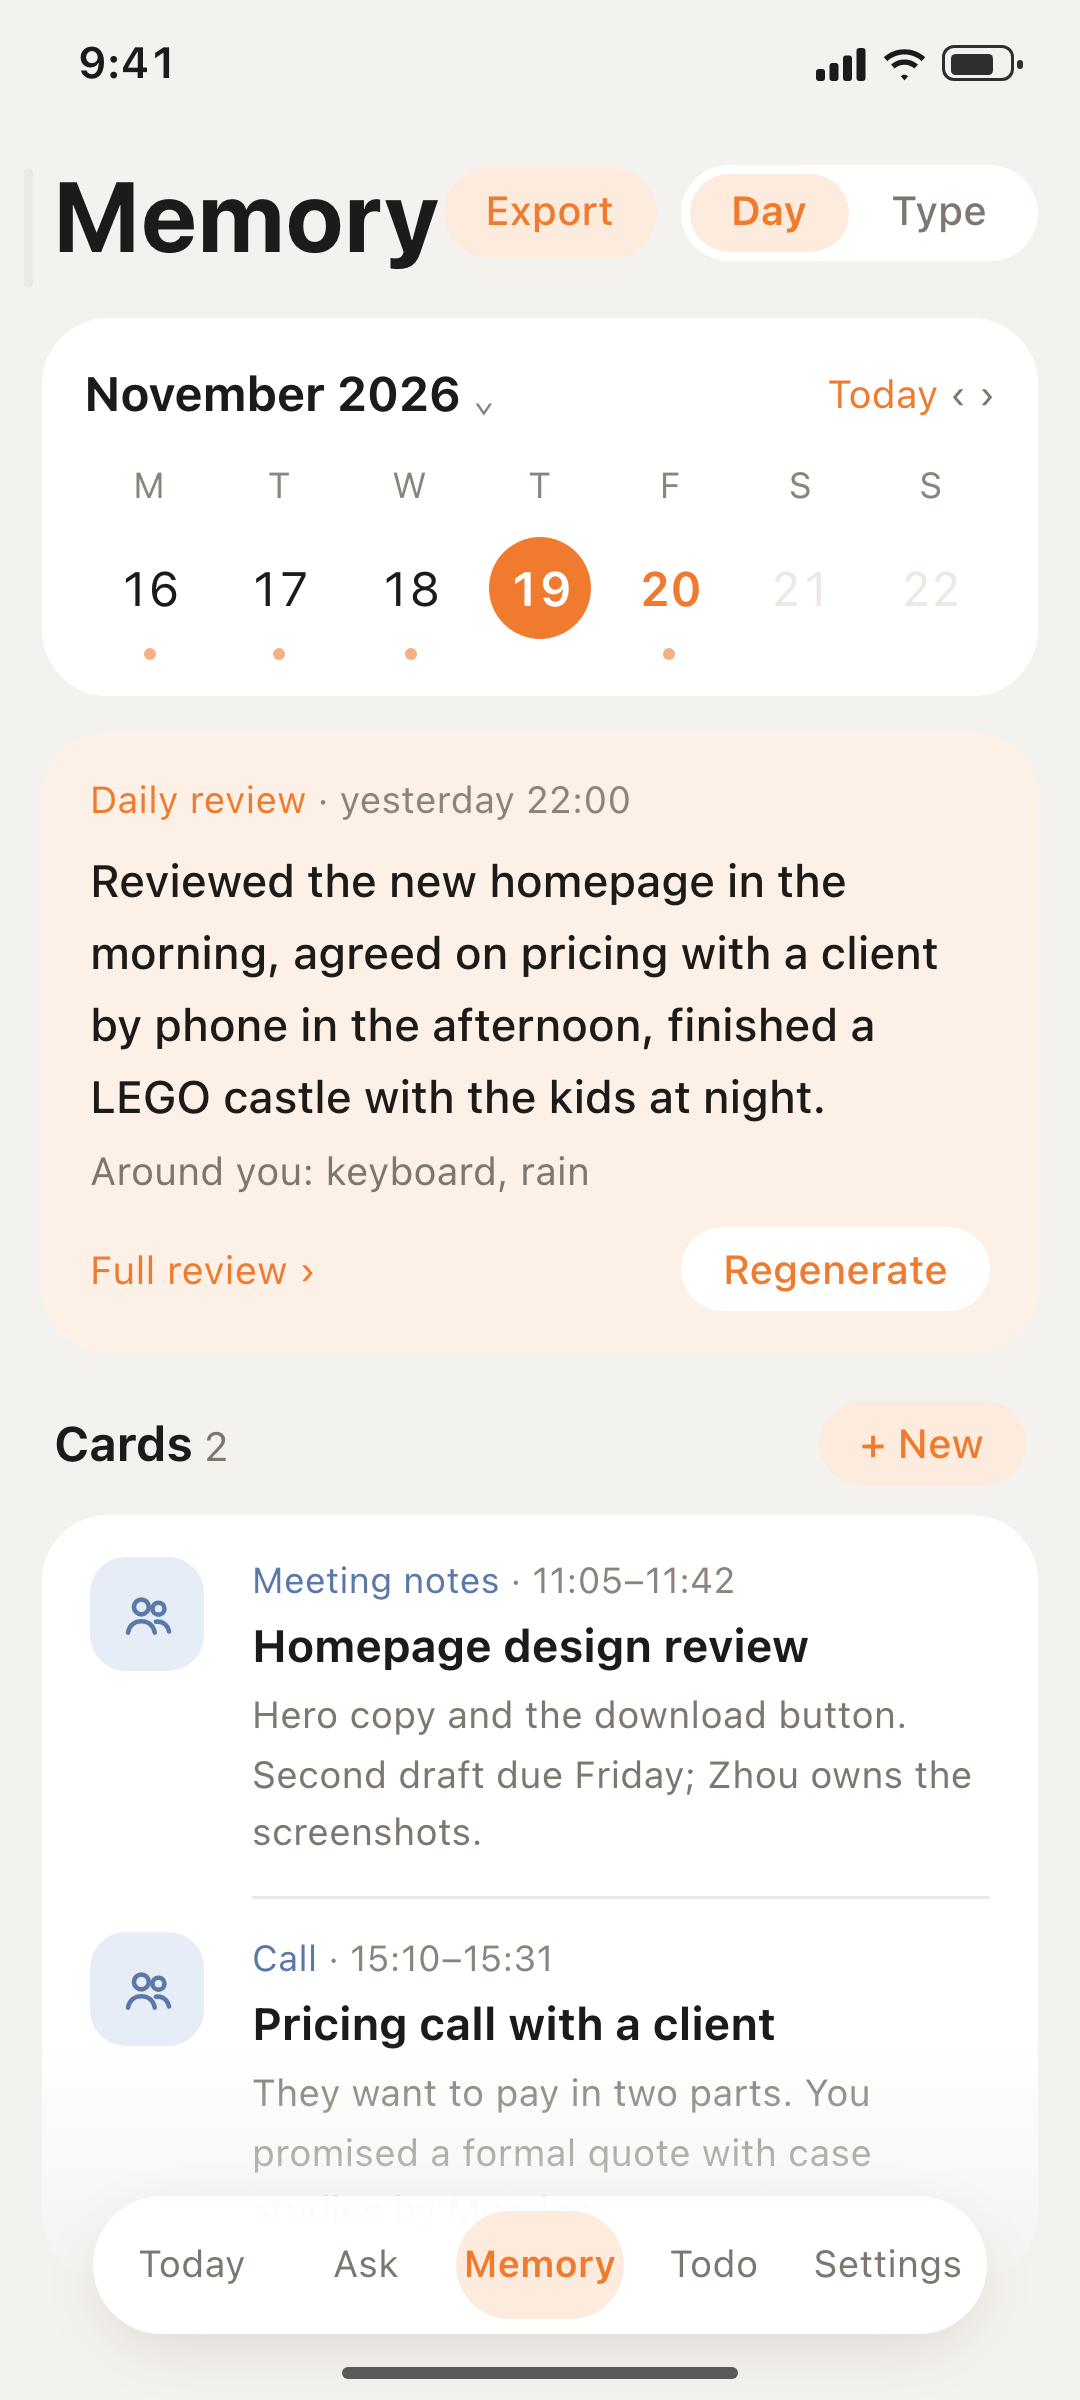 9:41
Memory Export Day Type
November 2026
Today ‹ ›
M T W T F S S
16 17 18 19 20 21 22
Daily review · yesterday 22:00
Reviewed the new homepage in the
morning, agreed on pricing with a client
by phone in the afternoon, finished a
LEGO castle with the kids at night.
Around you: keyboard, rain
Full review ›
Regenerate
Cards 2
+ New
Meeting notes · 11:05–11:42
Homepage design review
Hero copy and the download button.
Second draft due Friday; Zhou owns the
screenshots.
Call · 15:10–15:31
Pricing call with a client
They want to pay in two parts. You
promised a formal quote with case
studies by Monday
Today Ask Memory Todo Settings